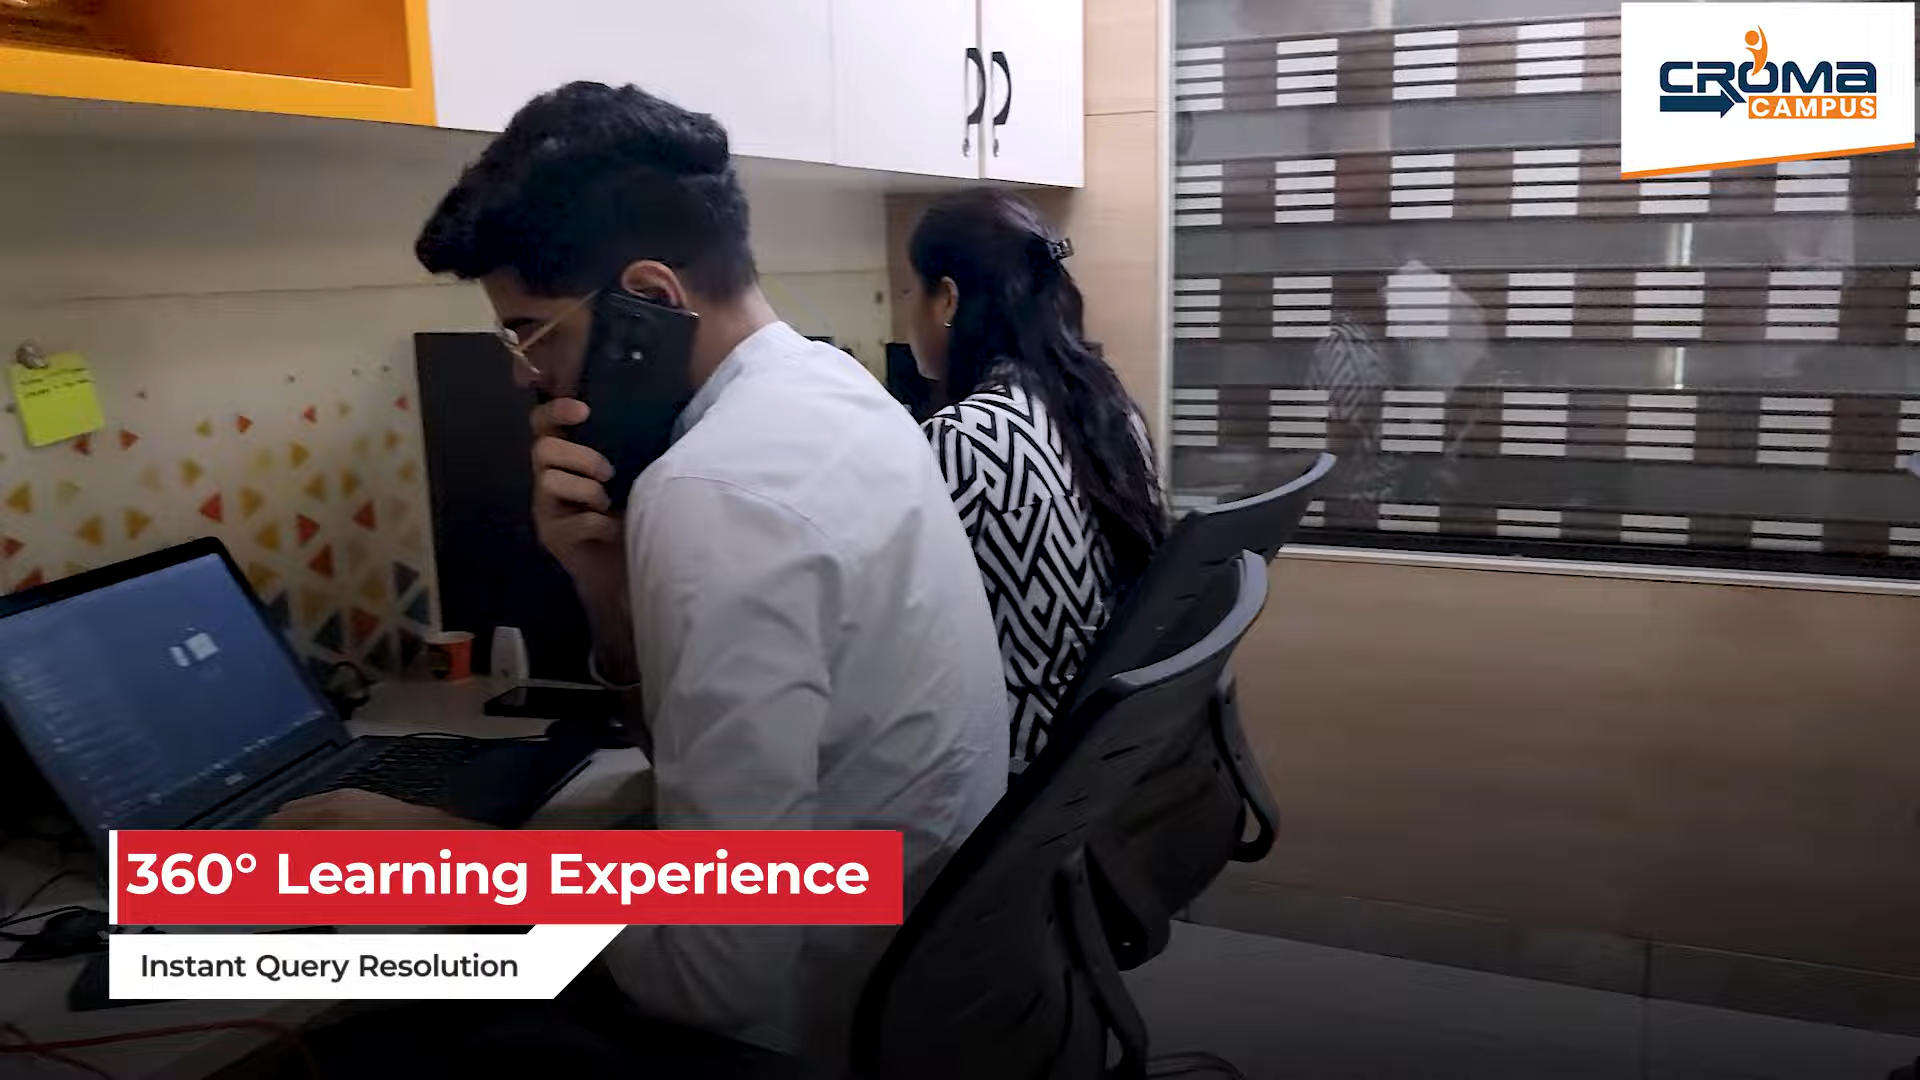 CROMA
CAMPUS
360° Learning Experience
Instant Query Resolution